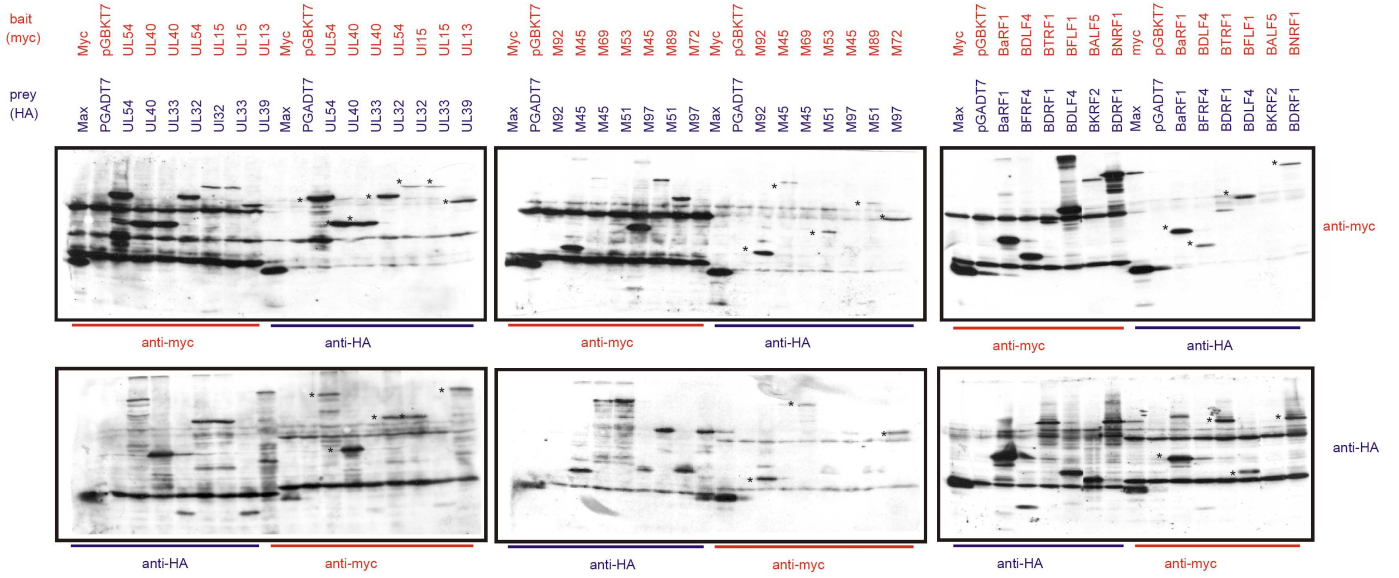 bait
(myc)
Myc pGBKT7 UL54 UL40 UL40 UL54 UL15 UL15 UL13 Myc pGBKT7 UL54 UL40 UL40 UL54 Ul15 UL15 UL13
Myc pGBKT7 M92 M45 M69 M53 M45 M89 M72 Myc pGBKT7 M92 M45 M69 M53 M45 M89 M72
Myc pGBKT7 BaRF1 BDLF4 BTRF1 BFLF1 BALF5 BNRF1 myc pGBKT7 BaRF1 BDLF4 BTRF1 BFLF1 BALF5 BNRF1
prey
(HA)
Max PGADT7 UL54 UL40 UL33 UL32 Ul32 UL33 UL39 Max PGADT7 UL54 UL40 UL33 UL32 UL32 UL33 UL39
Max PGADT7 M92 M45 M45 M51 M97 M51 M97 Max PGADT7 M92 M45 M45 M51 M97 M51 M97
Max pGADT7 BaRF1 BFRF4 BDRF1 BDLF4 BKRF2 BDRF1 Max pGADT7 BaRF1 BFRF4 BDRF1 BDLF4 BKRF2 BDRF1
anti-myc
anti-myc anti-HA anti-myc anti-HA anti-myc anti-HA
anti-HA
anti-HA anti-myc anti-HA anti-myc anti-HA anti-myc